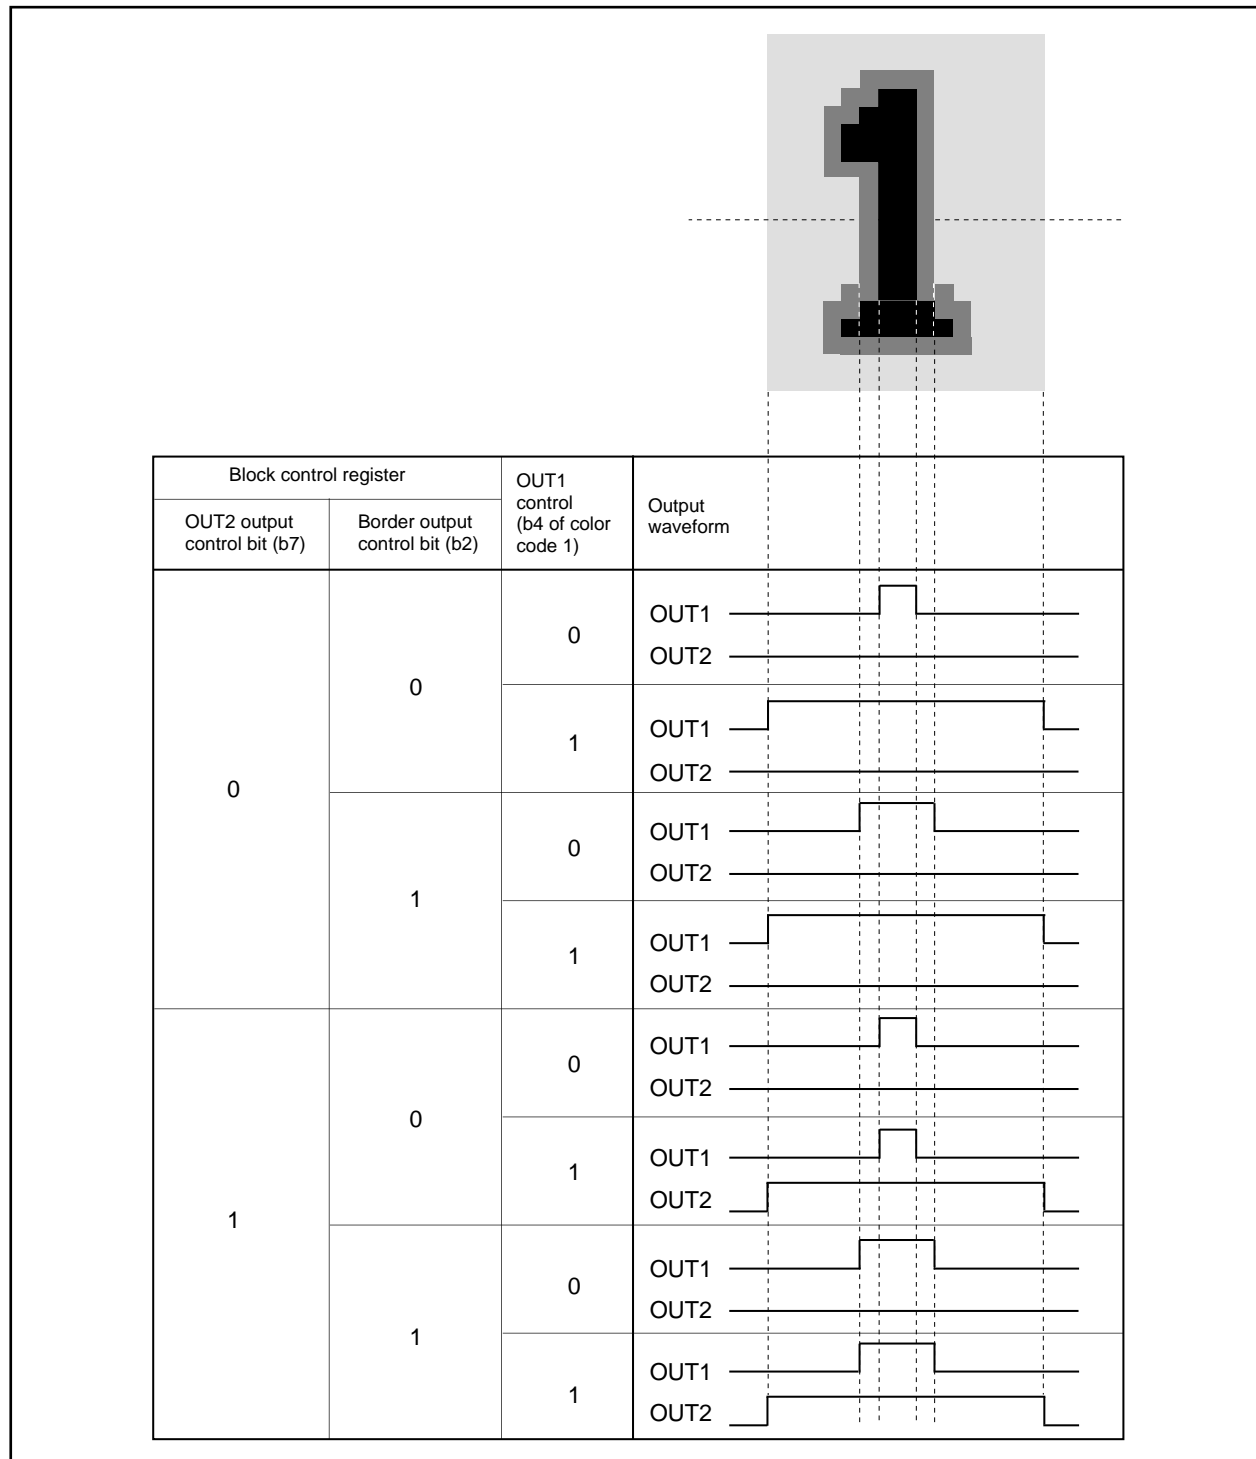 Block control register
OUT2 output
control bit (b7)
Border output
control bit (b2)
OUT1
control
(b4 of color
code 1)
Output
waveform
0
0
0
OUT1
OUT2
1
OUT1
OUT2
1
0
OUT1
OUT2
1
OUT1
OUT2
1
0
0
OUT1
OUT2
1
OUT1
OUT2
1
0
OUT1
OUT2
1
OUT1
OUT2